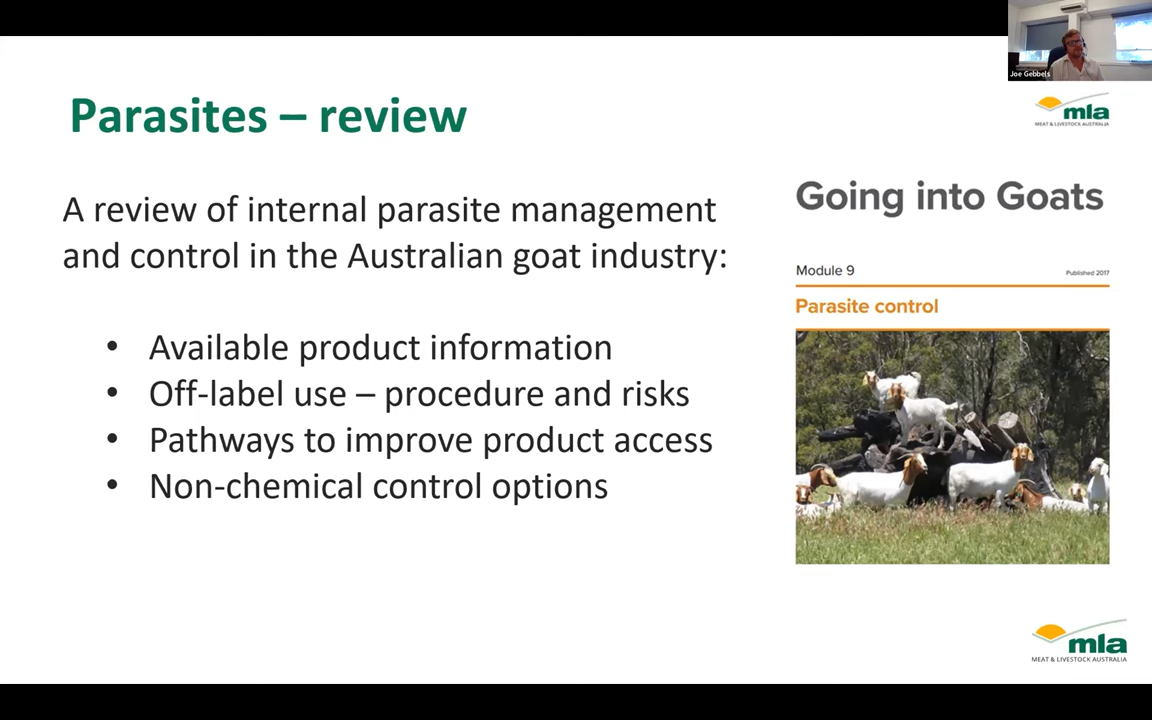 Joe Gebbels
Parasites – review
mla
MEAT & LIVESTOCK AUSTRALIA
A review of internal parasite management
and control in the Australian goat industry:
• Available product information
• Off-label use – procedure and risks
• Pathways to improve product access
• Non-chemical control options
Going into Goats
Module 9
Published 2017
Parasite control
mla
MEAT & LIVESTOCK AUSTRALIA